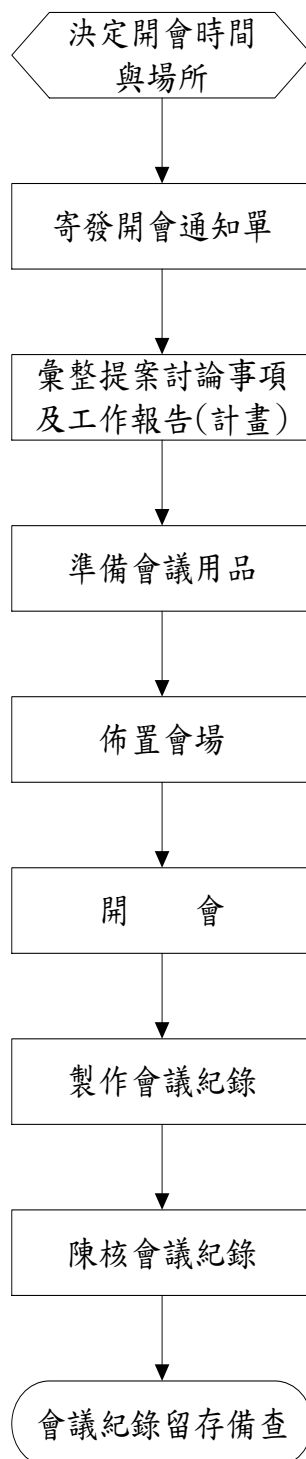 決定開會時間
與場所
寄發開會通知單
彙整提案討論事項
及工作報告(計畫)
準備會議用品
佈置會場
開　　會
製作會議紀錄
陳核會議紀錄
會議紀錄留存備查